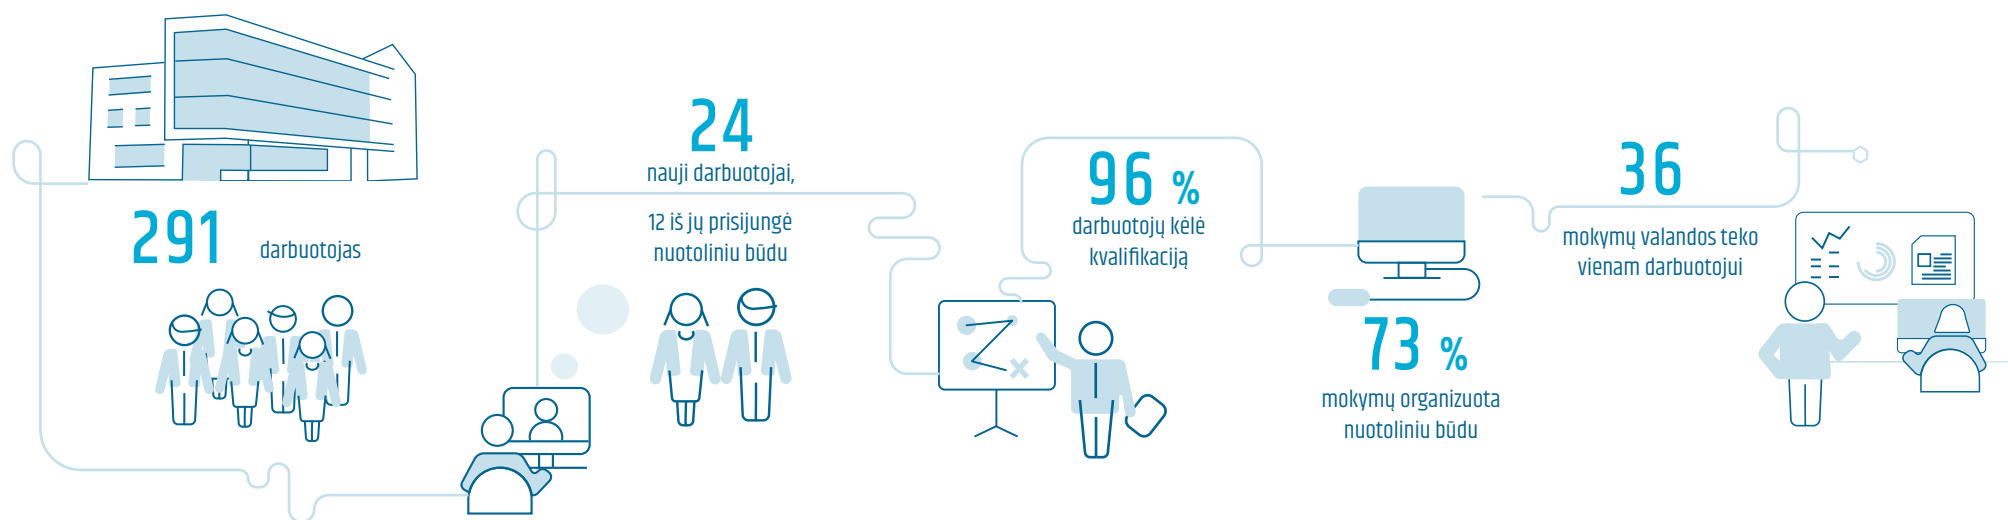 291 darbuotojas
24
nauji darbuotojai,
12 iš jų prisijungė
nuotoliniu būdu
96 %
darbuotojų kėlė
kvalifikaciją
73 %
mokymų organizuota
nuotoliniu būdu
36
mokymų valandos teko
vienam darbuotojui